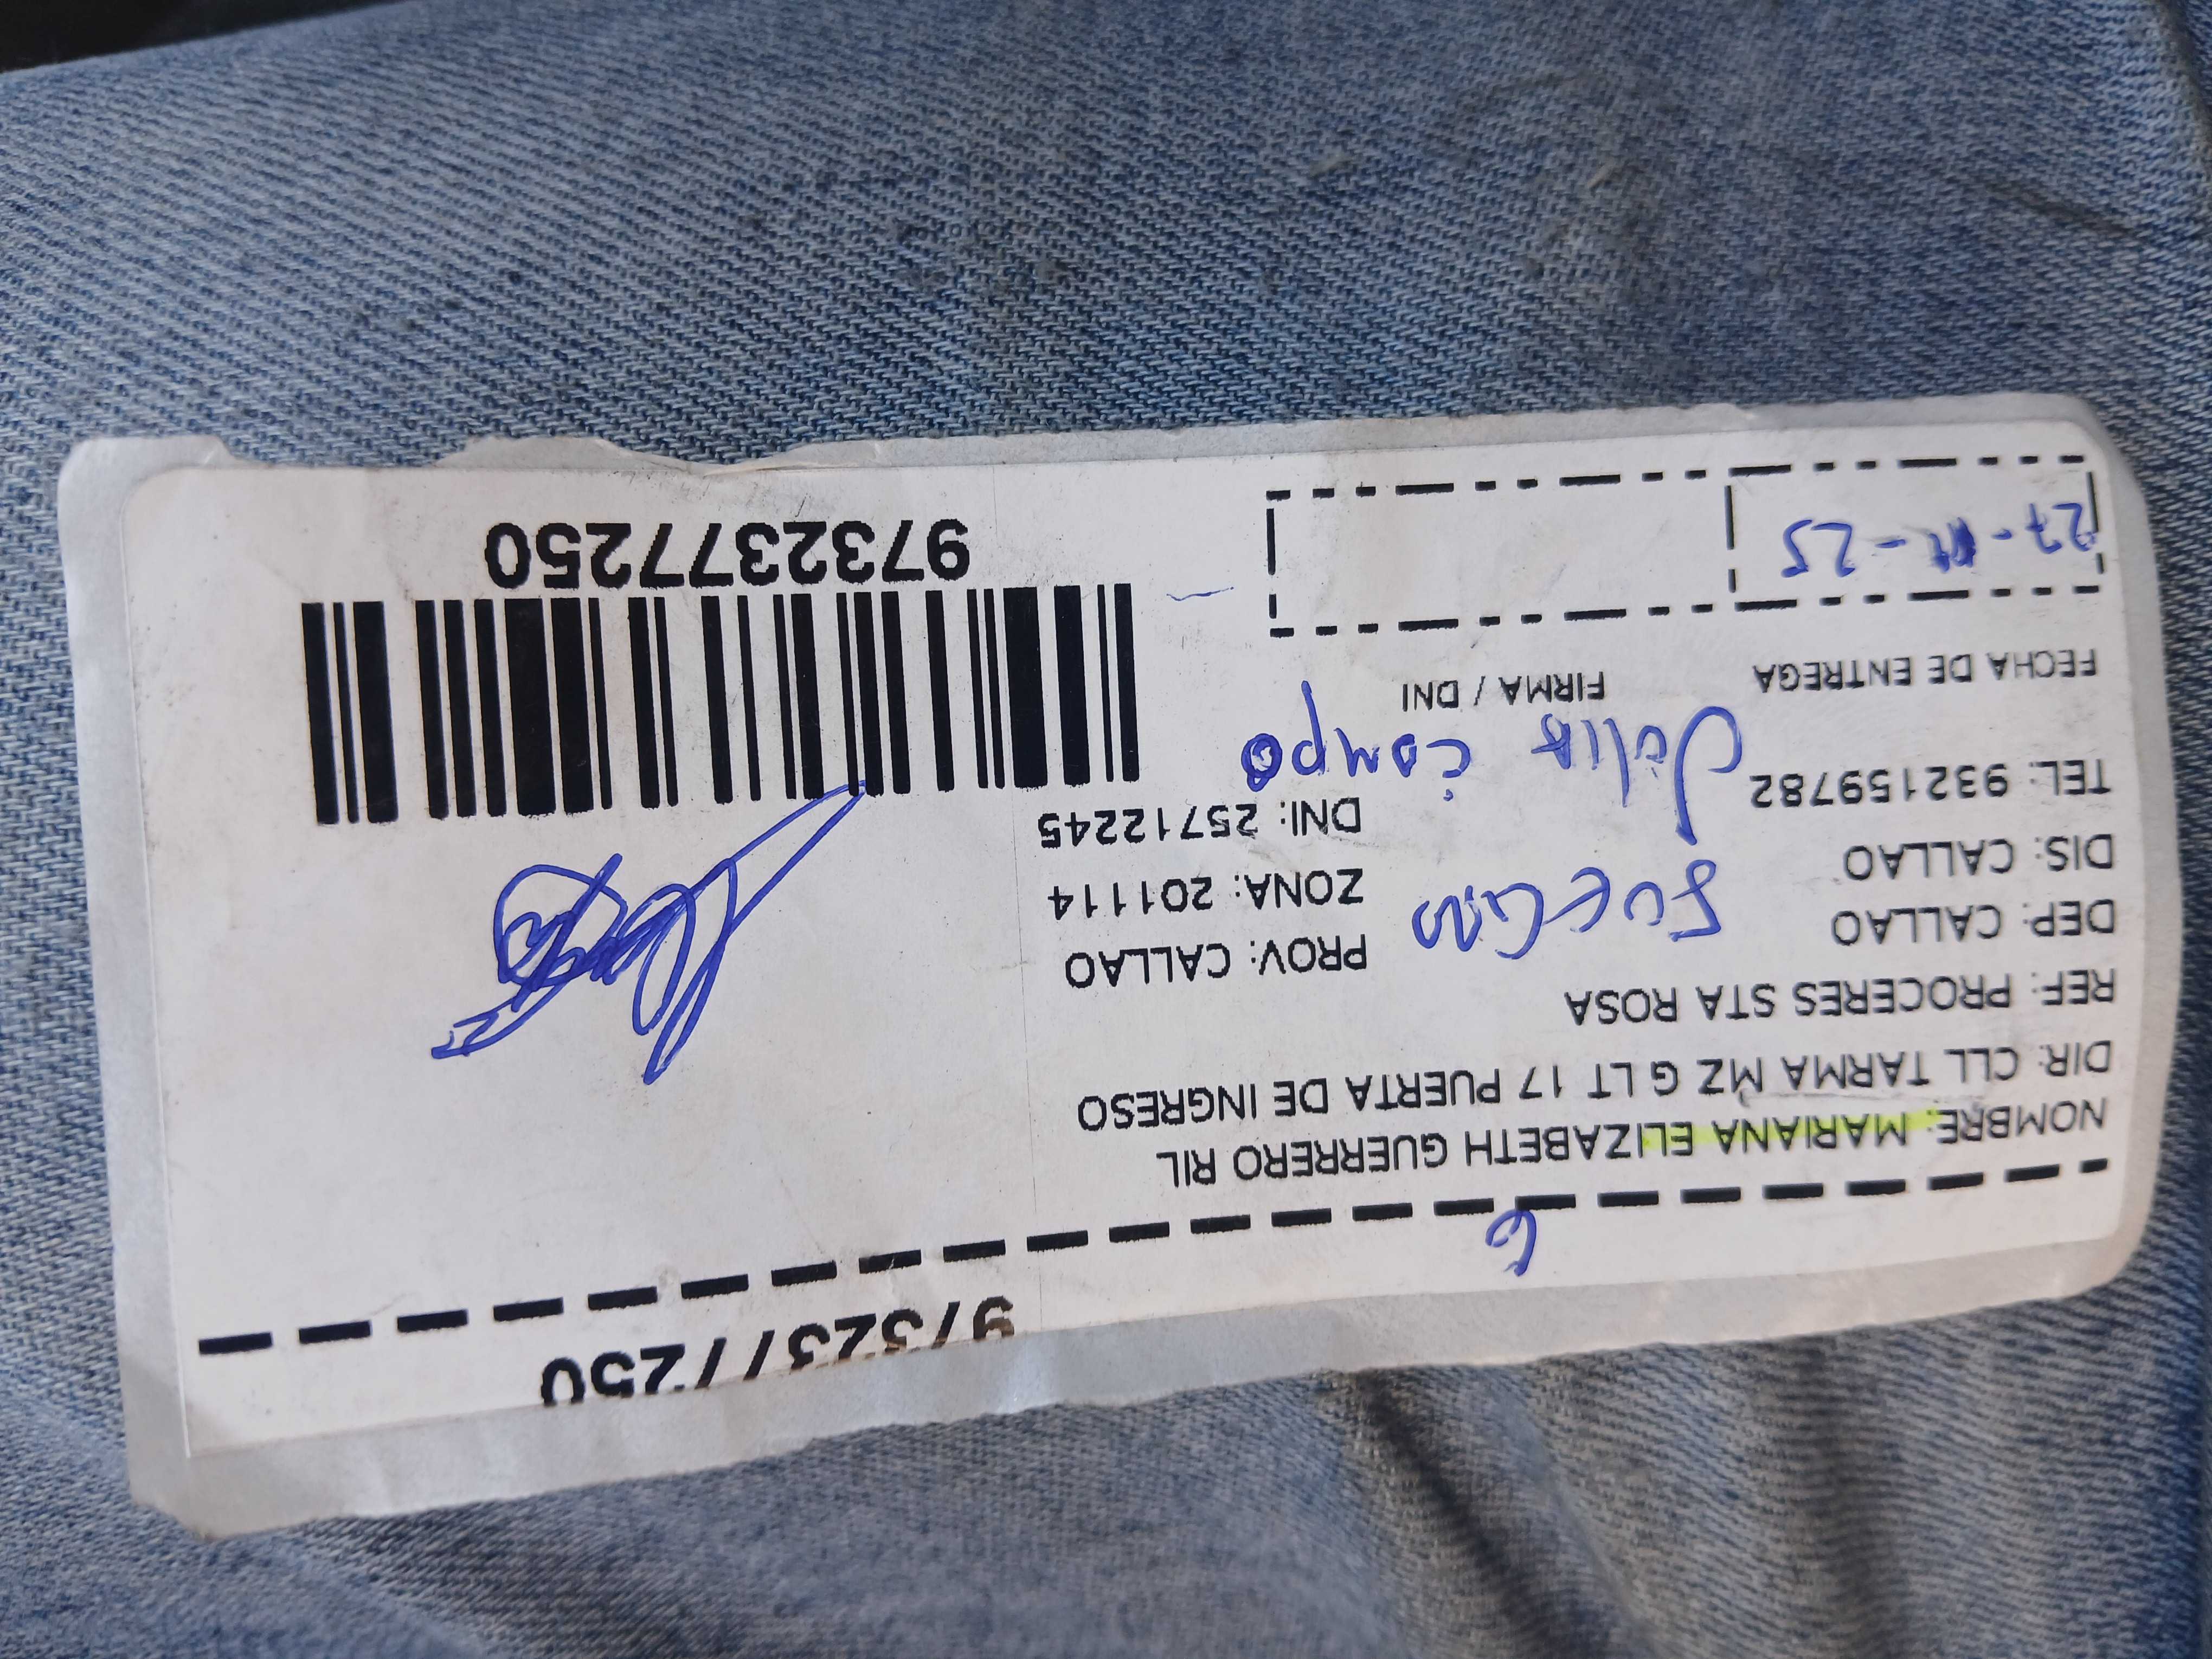 9732377250
NOMBRE: MARIANA ELIZABETH GUERRERO RIL
DIR: CLL TARMA MZ G LT 17 PUERTA DE INGRESO
REF: PROCERES STA ROSA
DEP: CALLAO PROV: CALLAO
DIS: CALLAO ZONA: 201114
TEL: 932159782 DNI: 25712245
SUEGRO
Julio Campo
FECHA DE ENTREGA FIRMA / DNI
27-11-25
9732377250